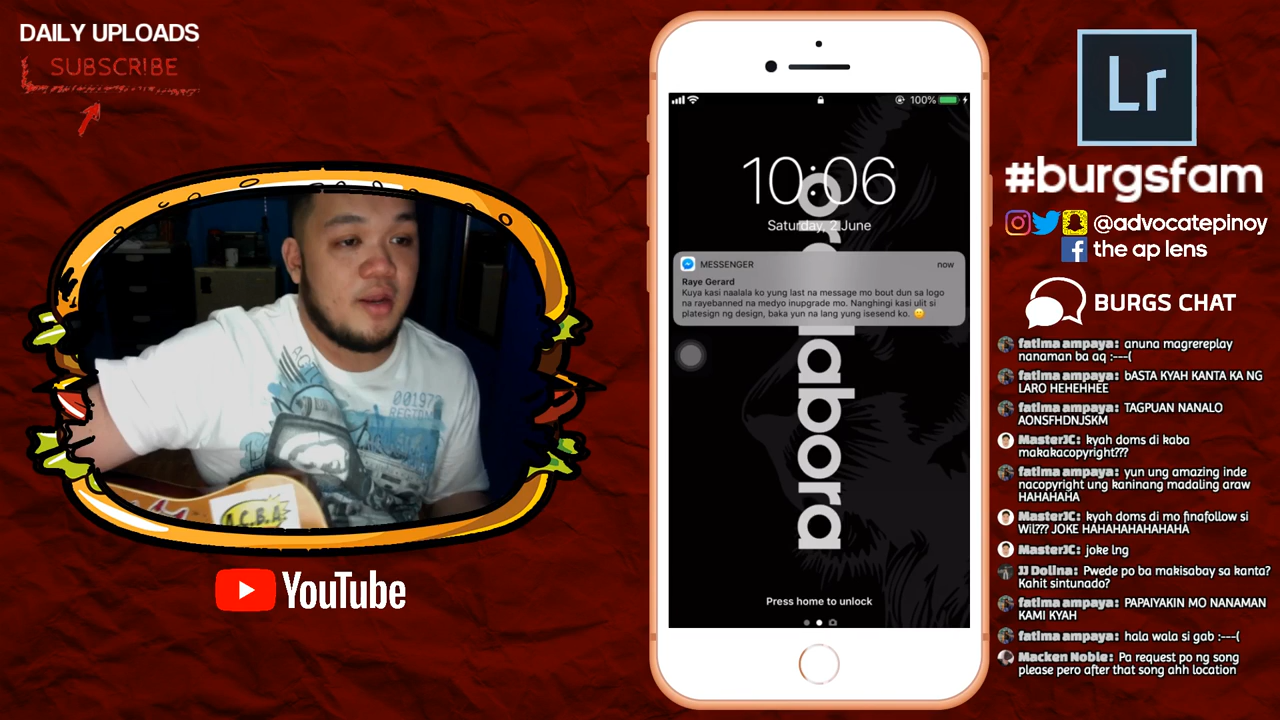 DAILY UPLOADS
SUBSCRIBE
001972
A.C.B.A
YouTube
100%
10:06
Saturday, 2 June
MESSENGER
now
Raye Gerard
Kuya kasi naalala ko yung last na message mo bout dun sa logo
na rayebanned na medyo inupgrade mo. Nanghingi kasi ulit si
platesign ng design, baka yun na lang yung isesend ko. 🙂
labora
Press home to unlock
Lr
#burgsfam
@advocatepinoy
the ap lens
BURGS CHAT
fatima ampaya: anuna magrereplay
nanaman ba aq :---(
fatima ampaya: bASTA KYAH KANTA KA NG
LARO HEHEHHEE
fatima ampaya: TAGPUAN NANALO
AONSFHDNJSKM
MasterJC: kyah doms di kaba
makakacopyright???
fatima ampaya: yun ung amazing inde
nacopyright ung kaninang madaling araw
HAHAHAHA
MasterJC: kyah doms di mo finafollow si
Wil??? JOKE HAHAHAHAHAHAHA
MasterJC: joke lng
JJ Dolina: Pwede po ba makisabay sa kanta?
Kahit sintunado?
fatima ampaya: PAPAIYAKIN MO NANAMAN
KAMI KYAH
fatima ampaya: hala wala si gab :---(
Macken Noble: Pa request po ng song
please pero after that song ahh location